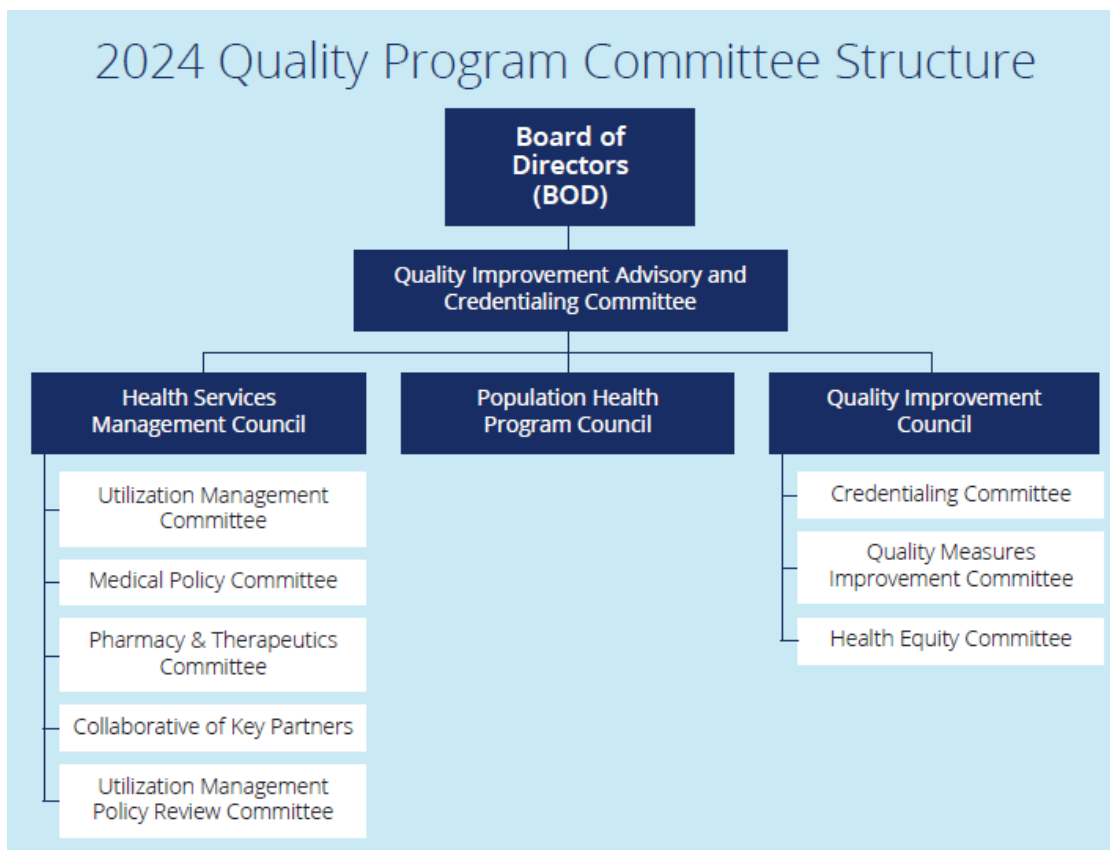 2024 Quality Program Committee Structure
Board of
Directors
(BOD)
Quality Improvement Advisory and
Credentialing Committee
Health Services
Management Council
Utilization Management
Committee
Medical Policy Committee
Pharmacy & Therapeutics
Committee
Collaborative of Key Partners
Utilization Management
Policy Review Committee
Population Health
Program Council
Quality Improvement
Council
Credentialing Committee
Quality Measures
Improvement Committee
Health Equity Committee